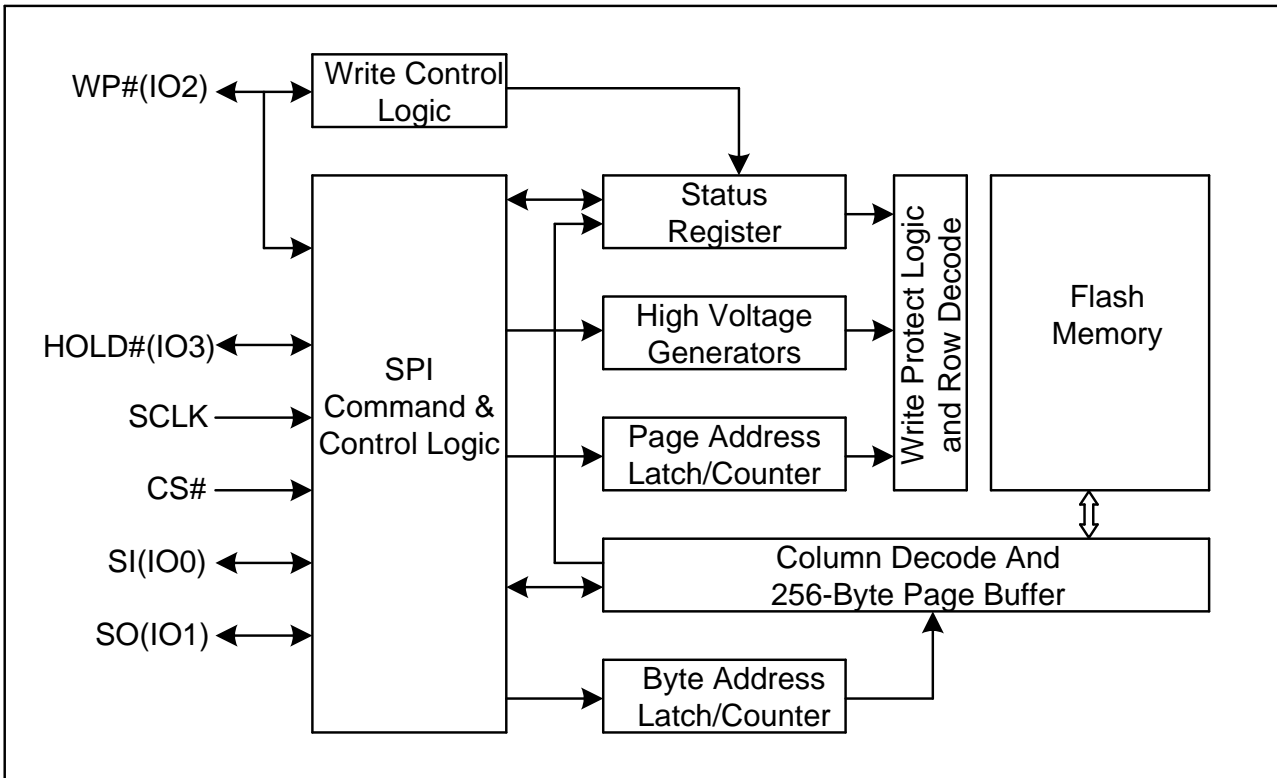 WP#(IO2)
Write Control
Logic
Status
Register
Write Protect Logic
and Row Decode
Flash
Memory
HOLD#(IO3)
High Voltage
Generators
SPI
Command &
Control Logic
SCLK
Page Address
Latch/Counter
CS#
SI(IO0)
Column Decode And
256-Byte Page Buffer
SO(IO1)
Byte Address
Latch/Counter